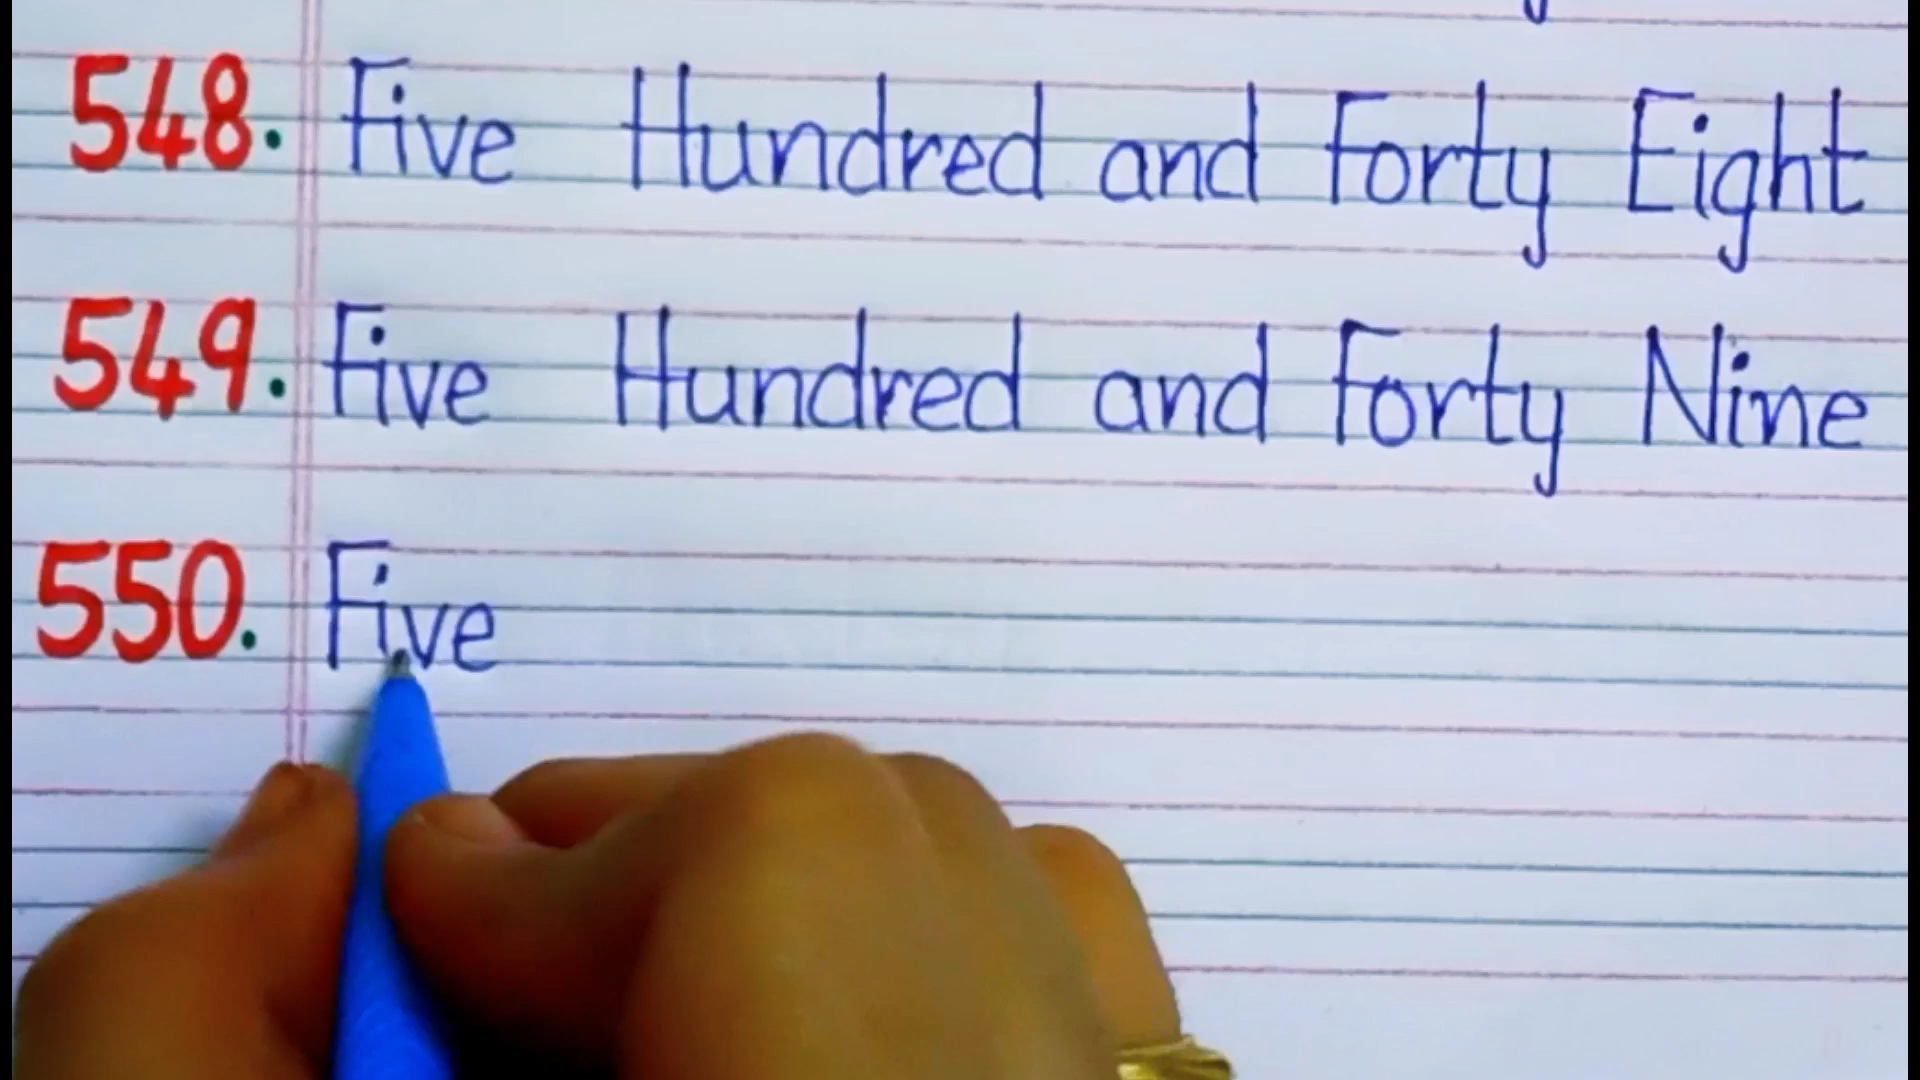 548. Five Hundred and Forty Eight
549. Five Hundred and Forty Nine
550. Five